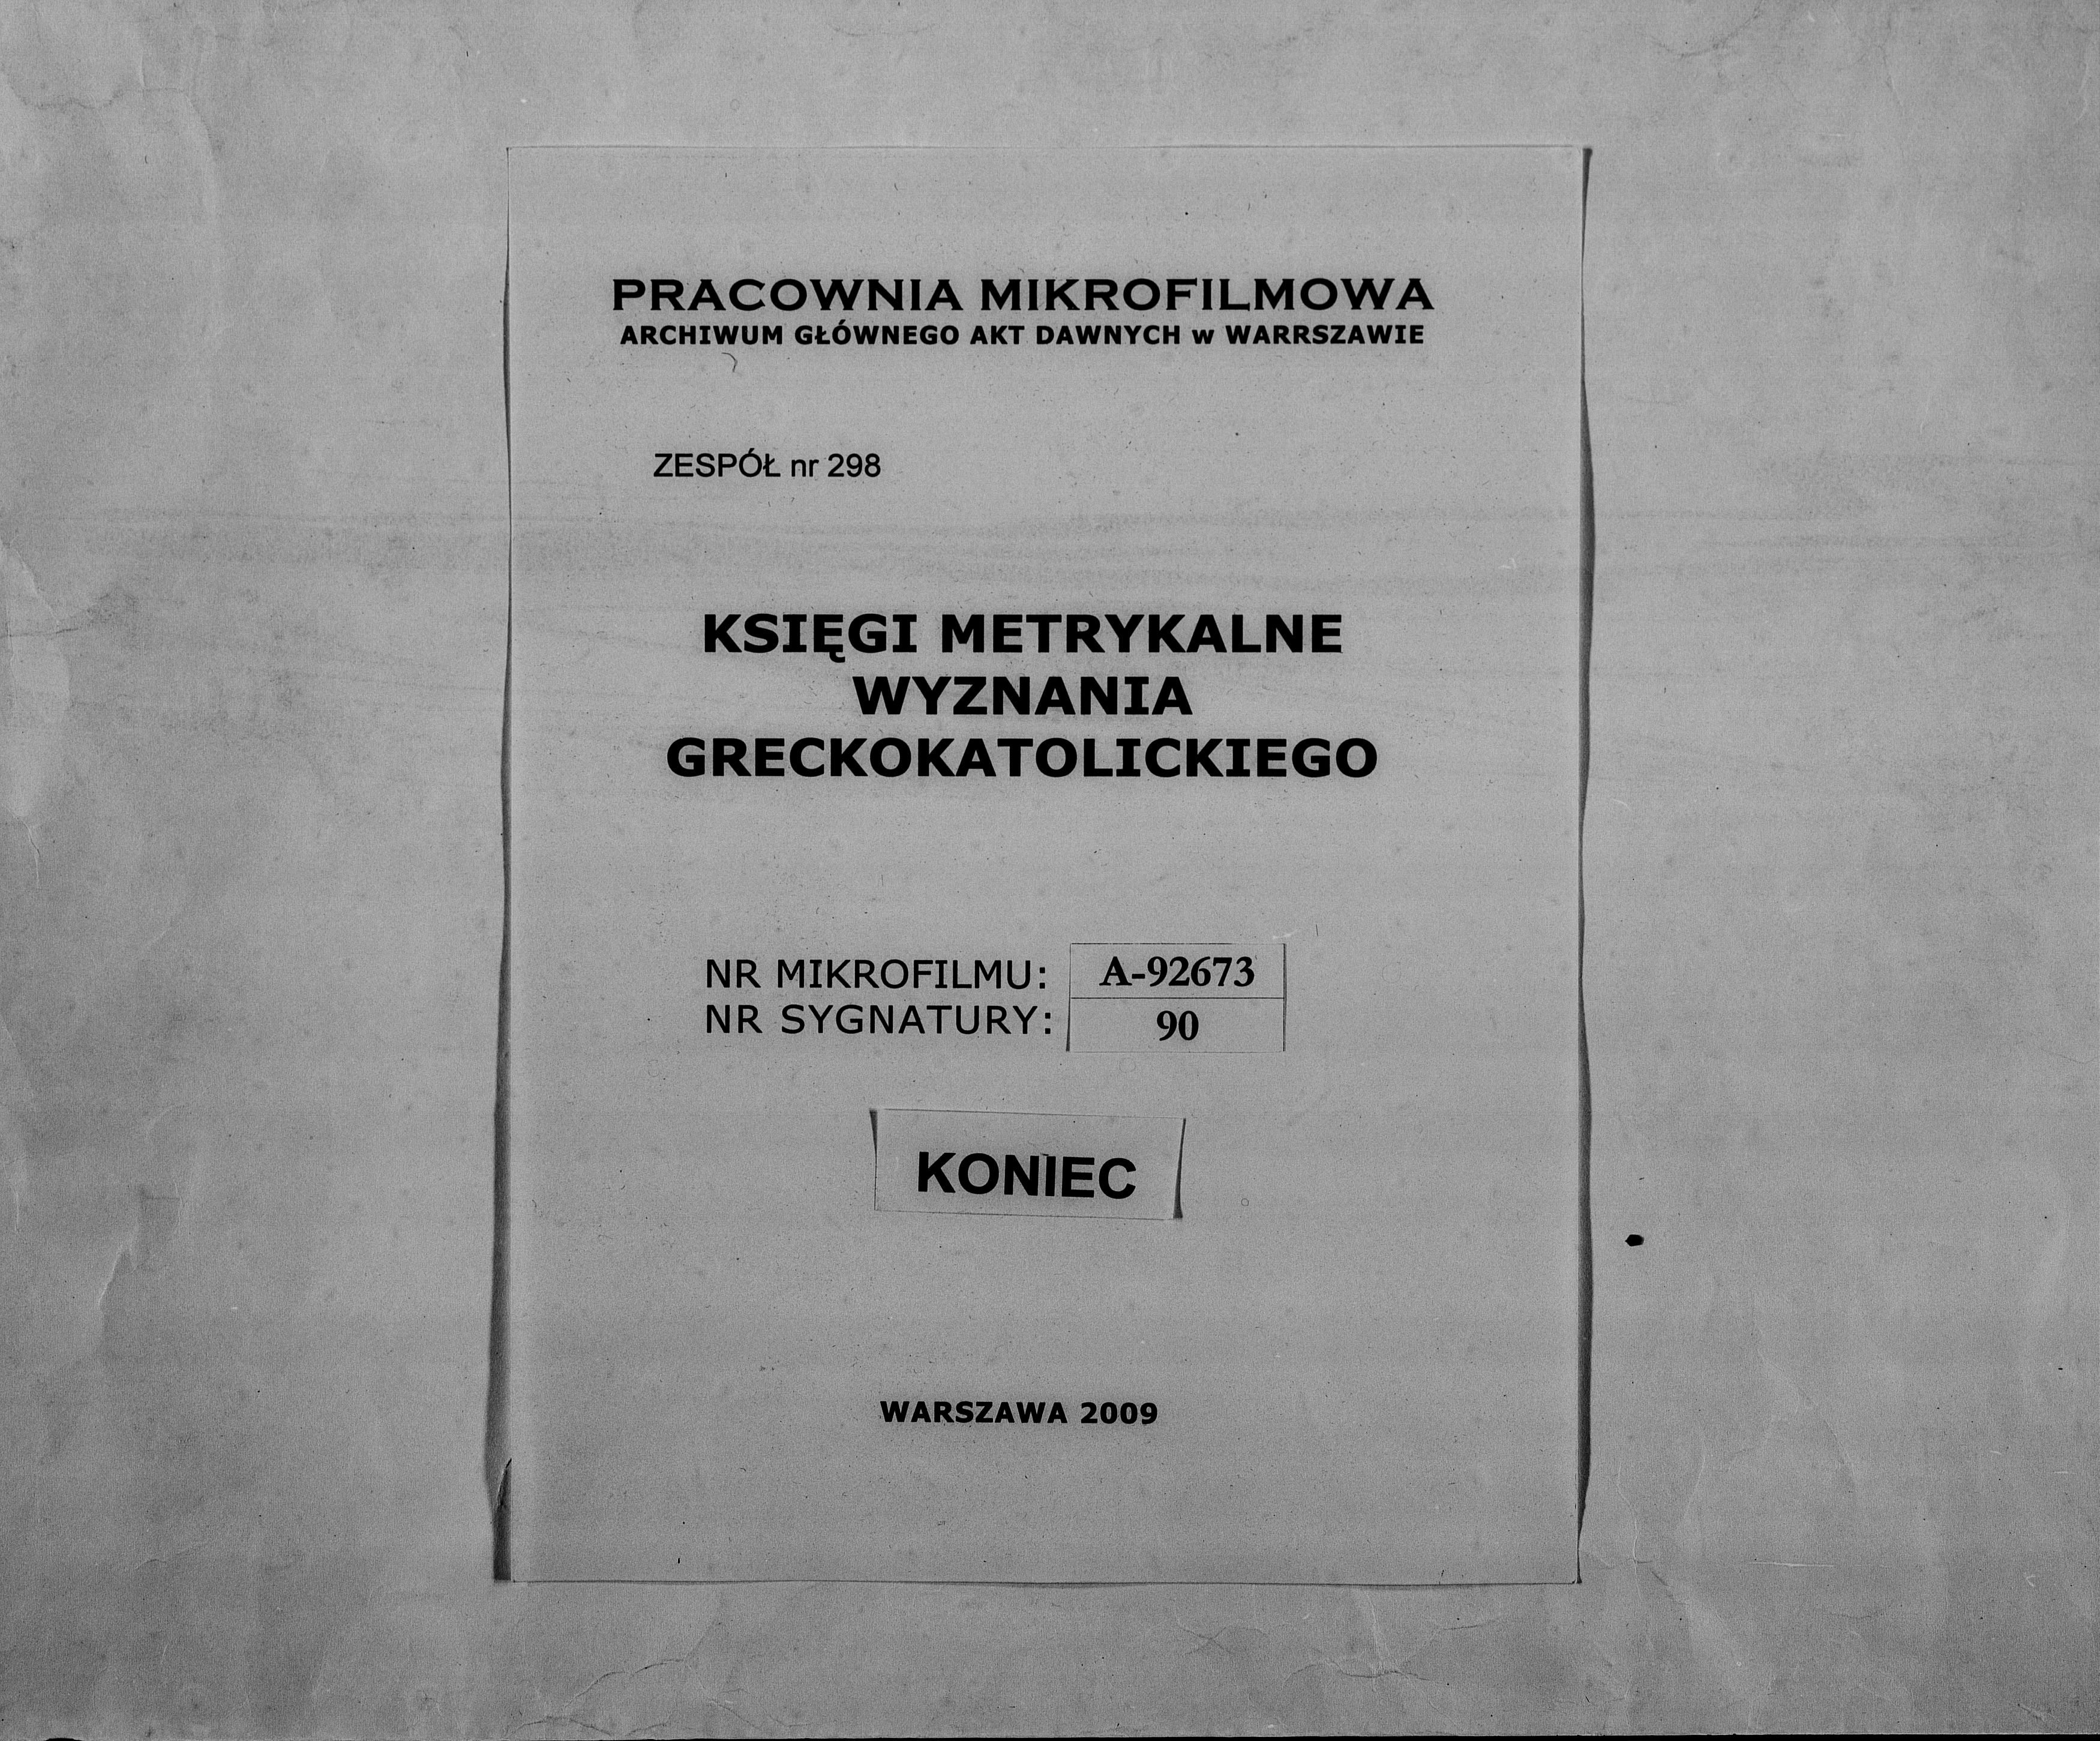 PRACOWNIA MIKROFILMOWA
ARCHIWUM GŁÓWNEGO AKT DAWNYCH w WARRSZAWIE
ZESPÓŁ nr 298
KSIĘGI METRYKALNE
WYZNANIA
GRECKOKATOLICKIEGO
NR MIKROFILMU: A-92673
NR SYGNATURY: 90
KONIEC
WARSZAWA 2009